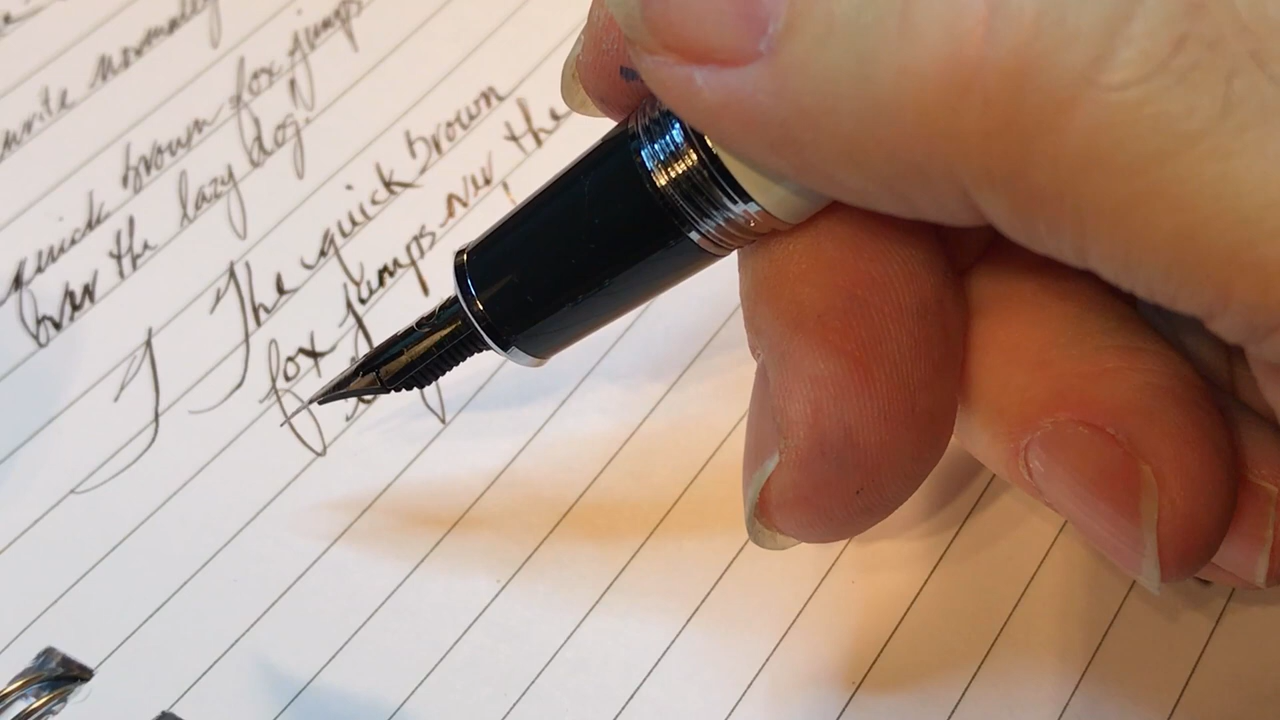 write normally
quick brown fox jumps
over the lazy dog.
The quick brown
fox jumps over the